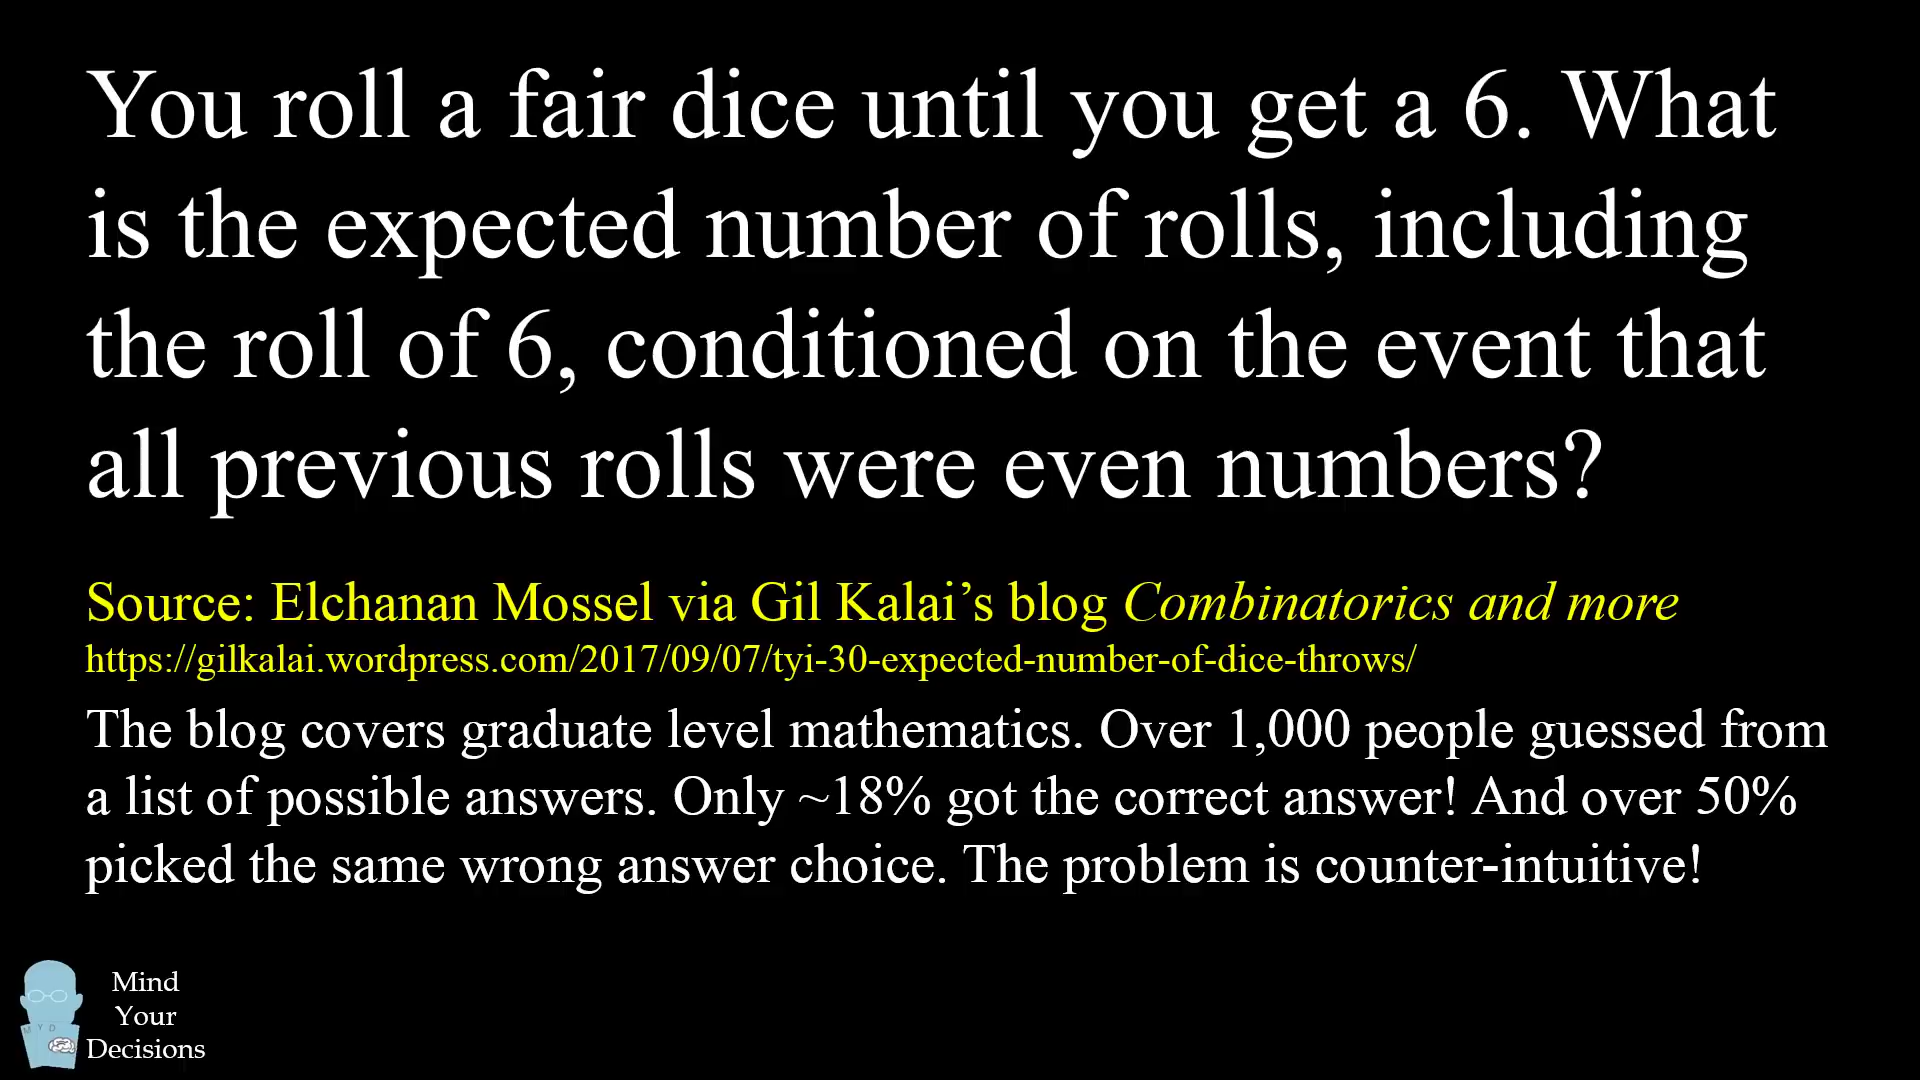 You roll a fair dice until you get a 6. What
is the expected number of rolls, including
the roll of 6, conditioned on the event that
all previous rolls were even numbers?
Source: Elchanan Mossel via Gil Kalai’s blog Combinatorics and more
https://gilkalai.wordpress.com/2017/09/07/tyi-30-expected-number-of-dice-throws/
The blog covers graduate level mathematics. Over 1,000 people guessed from
a list of possible answers. Only ~18% got the correct answer! And over 50%
picked the same wrong answer choice. The problem is counter-intuitive!
M Y D
Mind
Your
Decisions